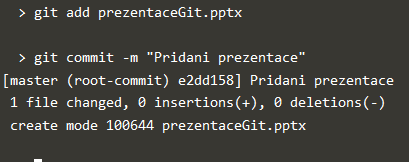 > git add prezentaceGit.pptx
> git commit -m "Pridani prezentace"
[master (root-commit) e2dd158] Pridani prezentace
1 file changed, 0 insertions(+), 0 deletions(-)
create mode 100644 prezentaceGit.pptx